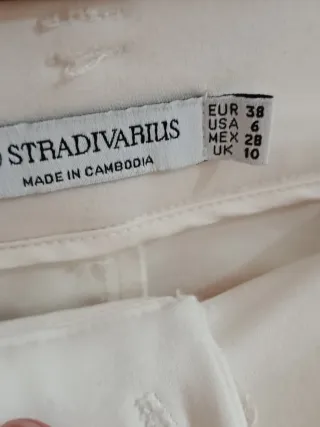 STRADIVARIUS
MADE IN CAMBODIA
EUR 38
USA 6
MEX 28
UK 10